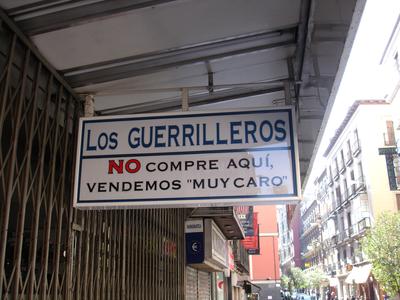 LOS GUERRILLEROS
NO COMPRE AQUÍ,
VENDEMOS "MUY CARO"